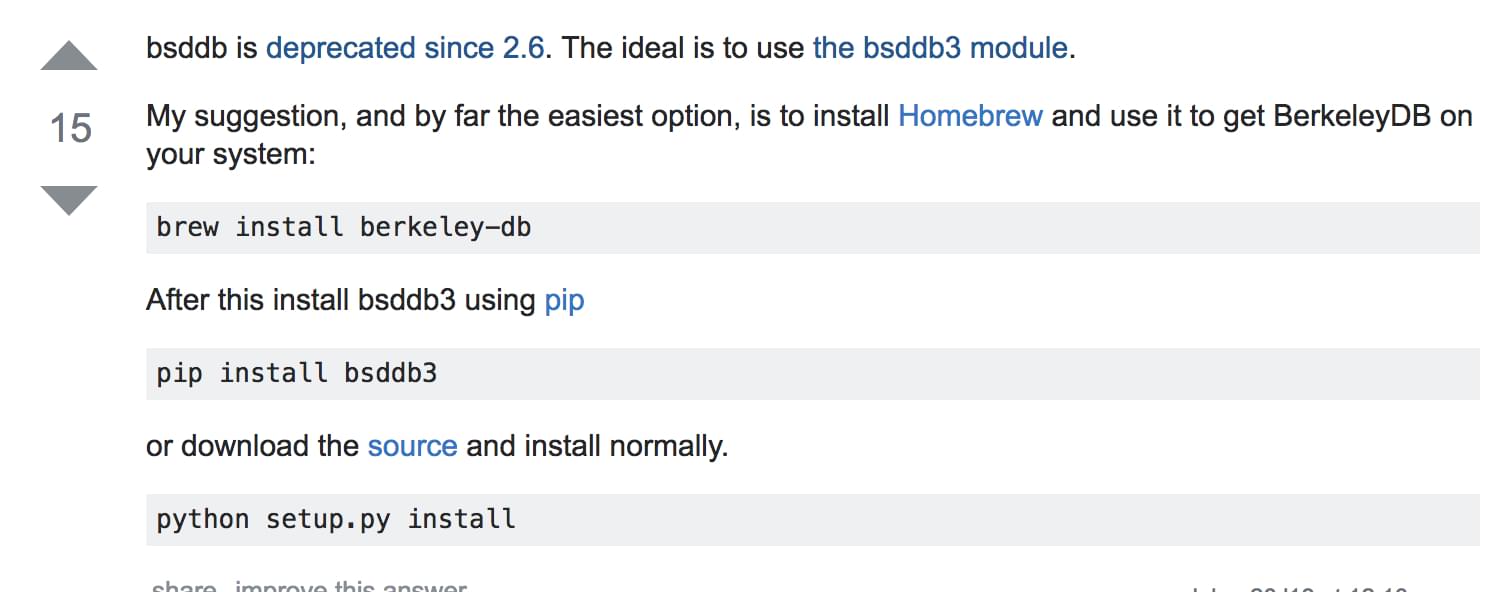 bsddb is deprecated since 2.6. The ideal is to use the bsddb3 module.
15
My suggestion, and by far the easiest option, is to install Homebrew and use it to get BerkeleyDB on
your system:
brew install berkeley-db
After this install bsddb3 using pip
pip install bsddb3
or download the source and install normally.
python setup.py install
share improve this answer